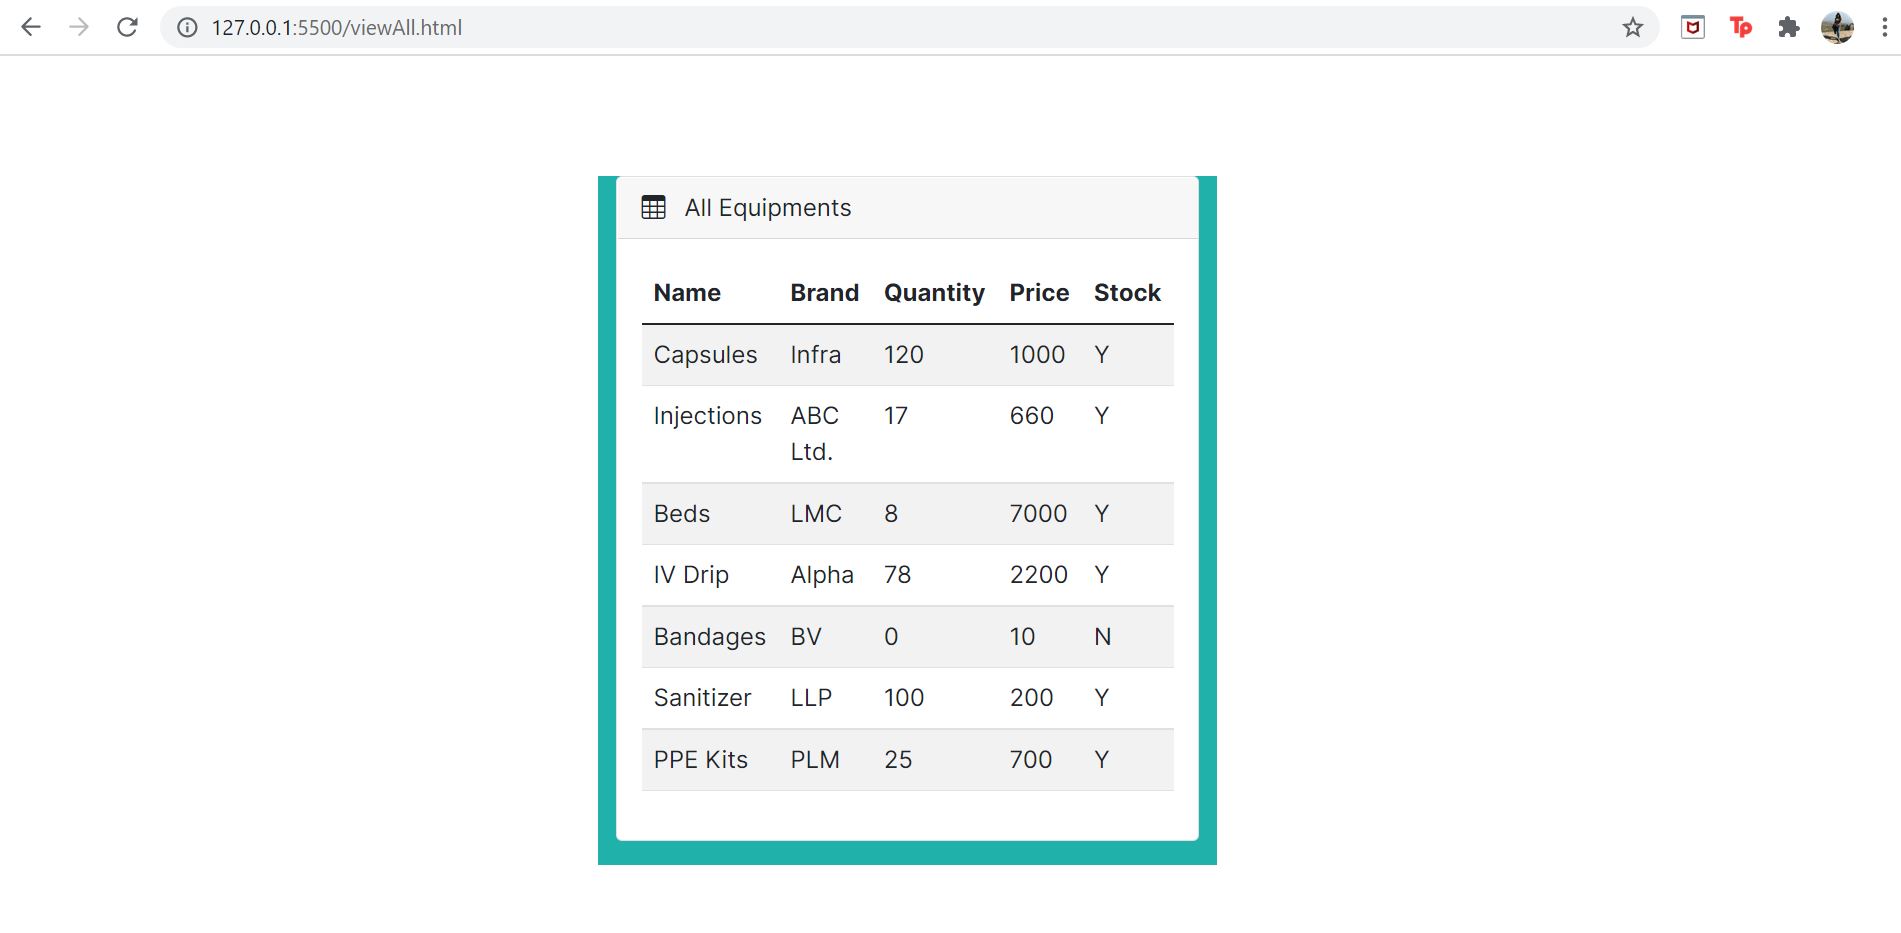 127.0.0.1:5500/viewAll.html
Tp
All Equipments
Name Brand Quantity Price Stock
Capsules Infra 120 1000 Y
Injections ABC Ltd. 17 660 Y
Beds LMC 8 7000 Y
IV Drip Alpha 78 2200 Y
Bandages BV 0 10 N
Sanitizer LLP 100 200 Y
PPE Kits PLM 25 700 Y